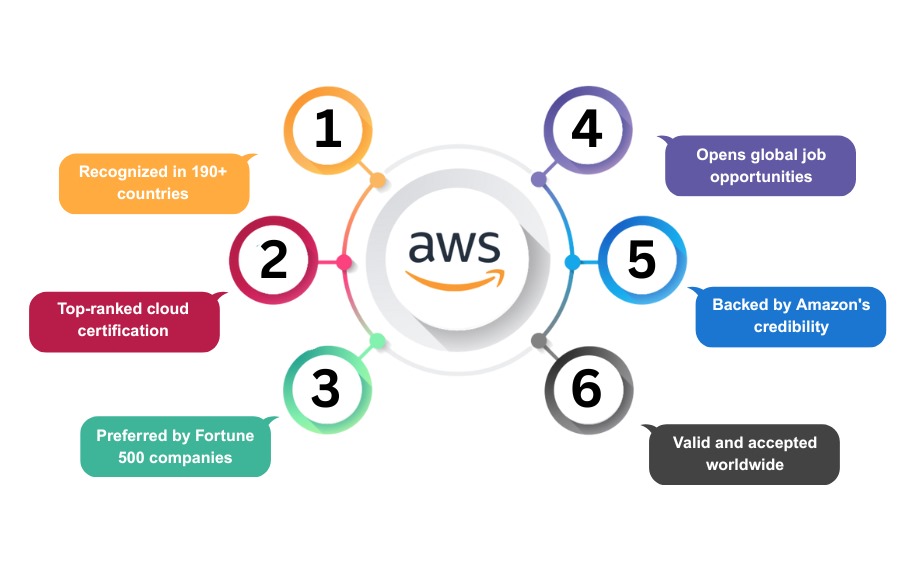 1
Recognized in 190+
countries
2
Top-ranked cloud
certification
3
Preferred by Fortune
500 companies
aws
4
Opens global job
opportunities
5
Backed by Amazon's
credibility
6
Valid and accepted
worldwide